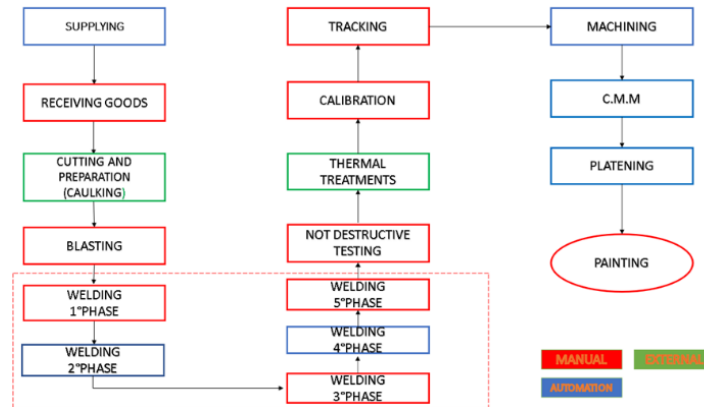 SUPPLYING
RECEIVING GOODS
CUTTING AND
PREPARATION
(CAULKING)
BLASTING
WELDING
1°PHASE
WELDING
2°PHASE
TRACKING
CALIBRATION
THERMAL
TREATMENTS
NOT DESTRUCTIVE
TESTING
WELDING
5°PHASE
WELDING
4°PHASE
WELDING
3°PHASE
MACHINING
C.M.M
PLATENING
PAINTING
MANUAL
EXTERNAL
AUTOMATION